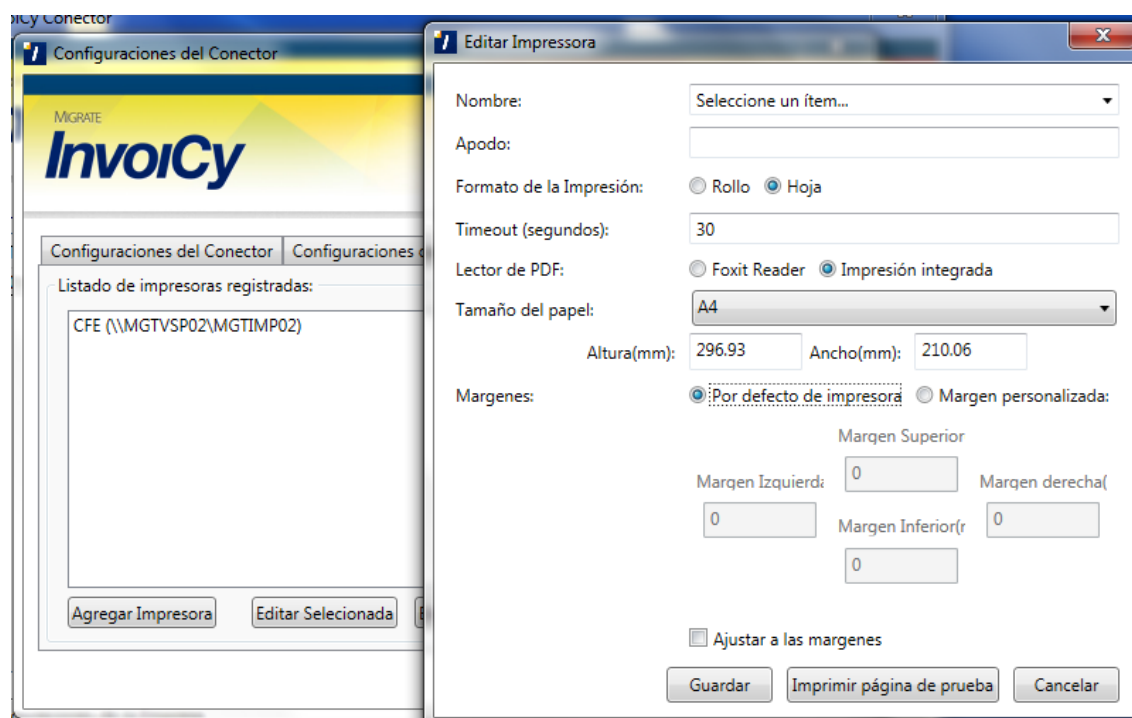 Cy Conector
Configuraciones del Conector
MIGRATE
InvoiCy
Configuraciones del Conector
Configuraciones
Listado de impresoras registradas:
CFE (\\MGTVSP02\MGTIMP02)
Agregar Impresora
Editar Selecionada
Editar Impressora
Nombre:
Seleccione un ítem...
Apodo:
Formato de la Impresión:
Rollo
Hoja
Timeout (segundos):
30
Lector de PDF:
Foxit Reader
Impresión integrada
Tamaño del papel:
A4
Altura(mm):
296.93
Ancho(mm):
210.06
Margenes:
Por defecto de impresora
Margen personalizada:
Margen Superior
0
Margen Izquierda
0
Margen derecha(
0
Margen Inferior(r
0
Ajustar a las margenes
Guardar
Imprimir página de prueba
Cancelar